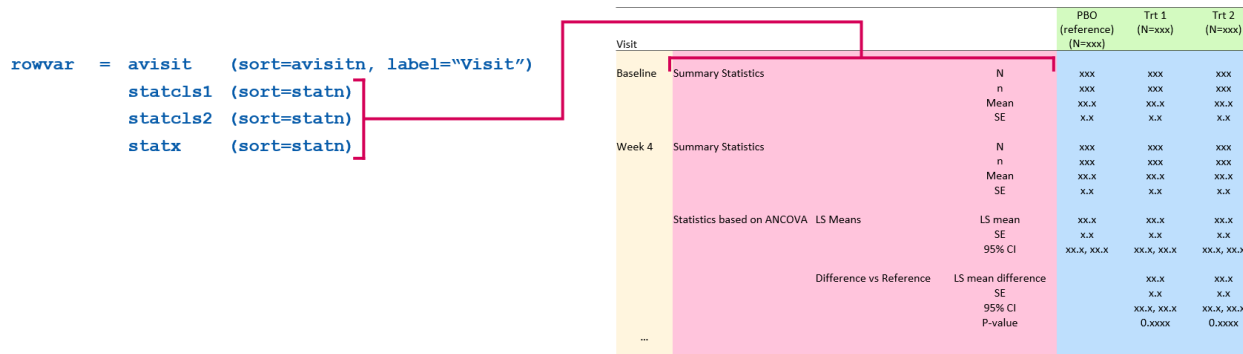 rowvar = avisit (sort=avisitn, label=“Visit”)
statcls1 (sort=statn)
statcls2 (sort=statn)
statx (sort=statn)
PBO Trt 1 Trt 2
(reference) (N=xxx) (N=xxx)
(N=xxx)
Visit
Baseline Summary Statistics N xxx xxx xxx
n xxx xxx xxx
Mean xx.x xx.x xx.x
SE x.x x.x x.x
Week 4 Summary Statistics N xxx xxx xxx
n xxx xxx xxx
Mean xx.x xx.x xx.x
SE x.x x.x x.x
Statistics based on ANCOVA LS Means LS mean xx.x xx.x xx.x
SE x.x x.x x.x
95% CI xx.x, xx.x xx.x, xx.x xx.x, xx.x
Difference vs Reference LS mean difference xx.x xx.x
SE x.x x.x
95% CI xx.x, xx.x xx.x, xx.x
P-value 0.xxxx 0.xxxx
...